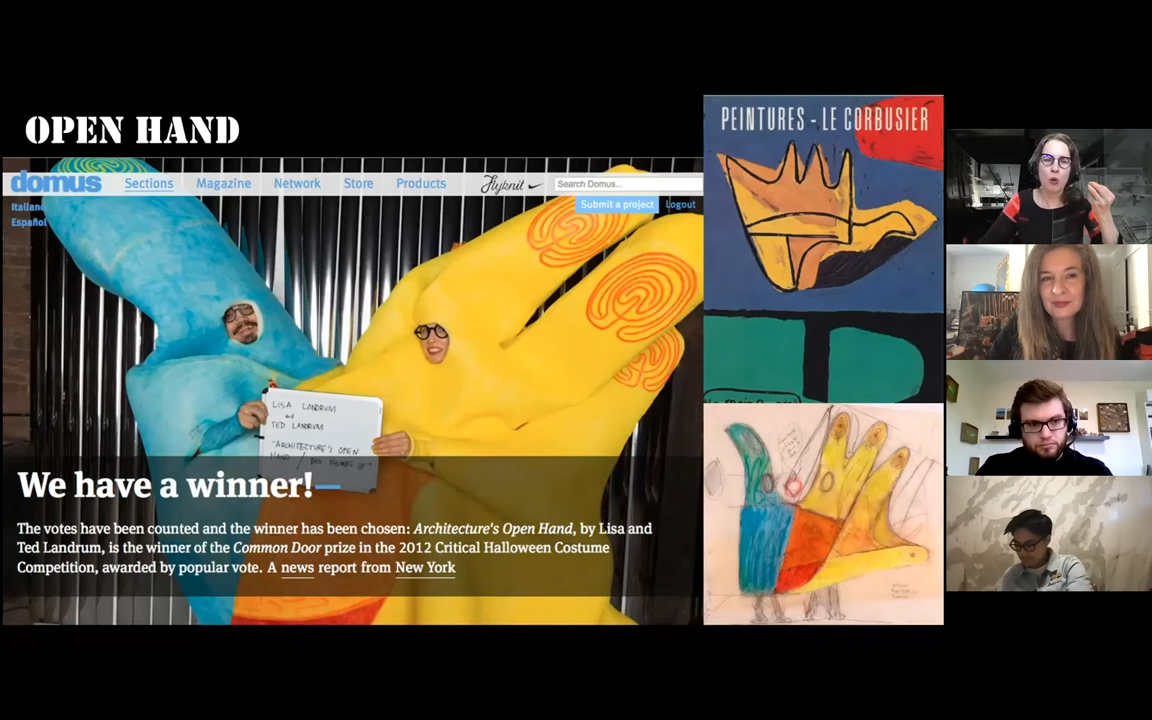 OPEN HAND
domus
Sections
Magazine
Network
Store
Products
Flyknit
Search Domus...
Italiano
Español
Submit a project
Logout
LISA LANDRUM
and
TED LANDRUM
"ARCHITECTURE'S OPEN
HAND
We have a winner!
The votes have been counted and the winner has been chosen: Architecture's Open Hand, by Lisa and
Ted Landrum, is the winner of the Common Door prize in the 2012 Critical Halloween Costume
Competition, awarded by popular vote. A news report from New York
PEINTURES - LE CORBUSIER